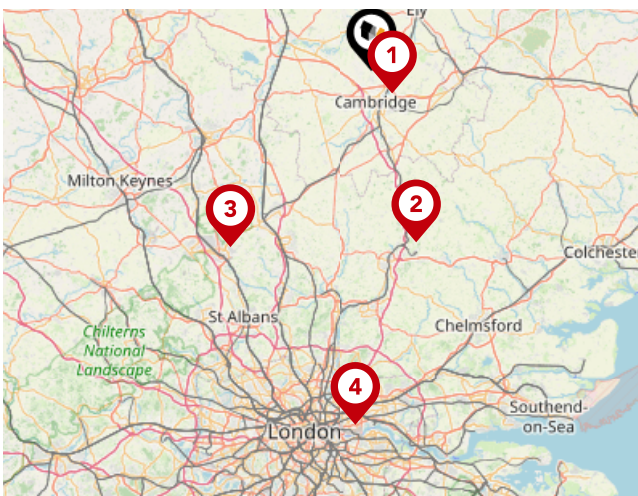 Ely
1
Cambridge
Milton Keynes
3
2
Colchester
St Albans
Chelmsford
Chilterns
National
Landscape
4
Southend-
on-Sea
London